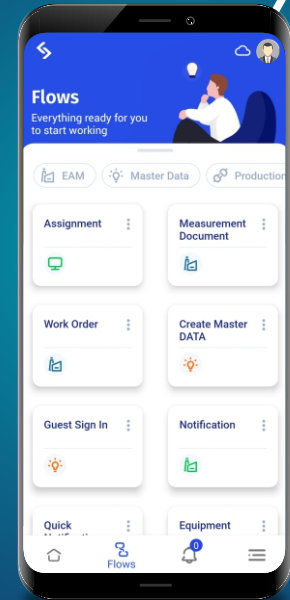 Flows
Everything ready for you
to start working
EAM
Master Data
Production
Assignment
Measurement
Document
Work Order
Create Master
DATA
Guest Sign In
Notification
Quick
Equipment
0
Flows